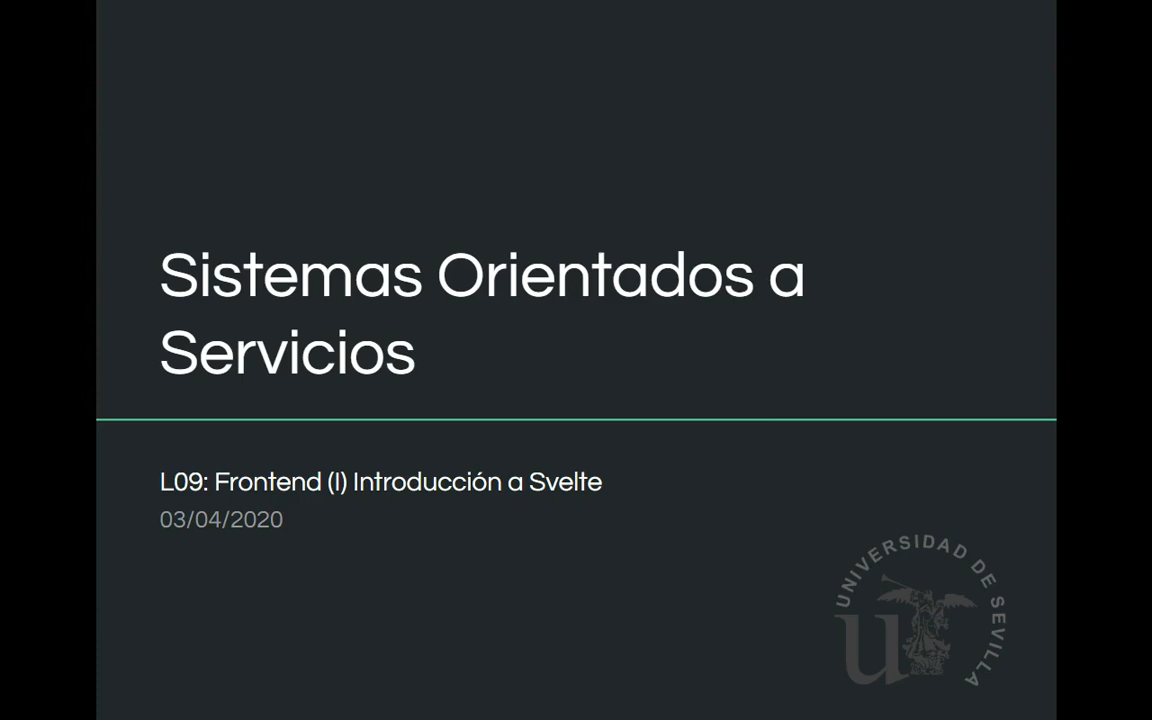 Sistemas Orientados a
Servicios
L09: Frontend (I) Introducción a Svelte
03/04/2020
UNIVERSIDAD DE SEVILLA
u